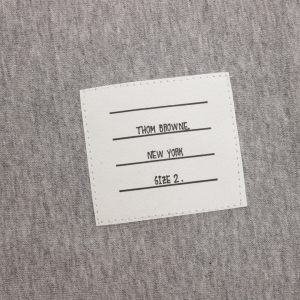 THOM BROWNE.
NEW YORK
SIZE 2.